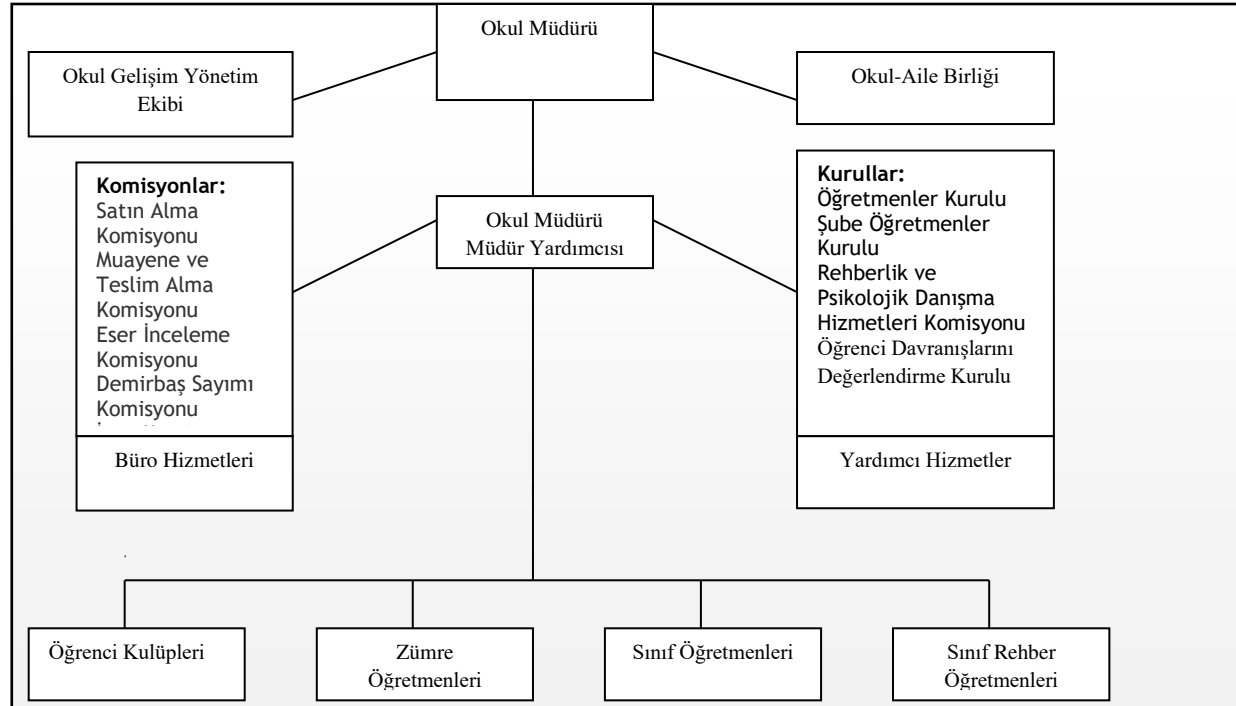 Okul Müdürü
Okul Gelişim Yönetim
Ekibi
Okul-Aile Birliği
Komisyonlar:
Satın Alma
Komisyonu
Muayene ve
Teslim Alma
Komisyonu
Eser İnceleme
Komisyonu
Demirbaş Sayımı
Komisyonu
Okul Müdürü
Müdür Yardımcısı
Kurullar:
Öğretmenler Kurulu
Şube Öğretmenler
Kurulu
Rehberlik ve
Psikolojik Danışma
Hizmetleri Komisyonu
Öğrenci Davranışlarını
Değerlendirme Kurulu
Büro Hizmetleri
Yardımcı Hizmetler
Öğrenci Kulüpleri
Zümre
Öğretmenleri
Sınıf Öğretmenleri
Sınıf Rehber
Öğretmenleri